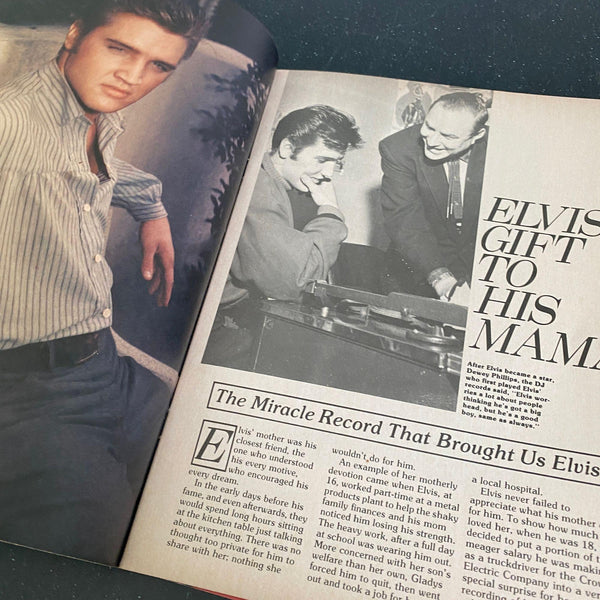 ELVIS
GIFT
TO
HIS
MAMA
After Elvis became a star,
Dewey Phillips, the DJ
who first played Elvis'
records said, "Elvis wor-
ries a lot about people
thinking he's got a big
head, but he's a good
boy, same as always."
The Miracle Record That Brought Us Elvis
Elvis' mother was his
closest friend, the
one who understood
his every motive,
who encouraged his
every dream.
In the early days before his
fame, and even afterwards, they
would spend long hours sitting
at the kitchen table just talking
about everything. There was no
thought too private for him to
share with her; nothing she
wouldn't do for him.
An example of her motherly
devotion came when Elvis, at
16, worked part-time at a metal
products plant to help the shaky
family finances and his mom
noticed him losing his strength.
The heavy work, after a full day
at school was wearing him out.
More concerned with her son's
welfare than her own, Gladys
forced him to quit, then went
out and took a job for
a local hospital.
Elvis never failed to
appreciate what his mother
for him. To show how much
loved her, when he was 18,
decided to put a portion of t
meager salary he was makin
as a truckdriver for the Crow
Electric Company into a very
special surprise for he
recording of